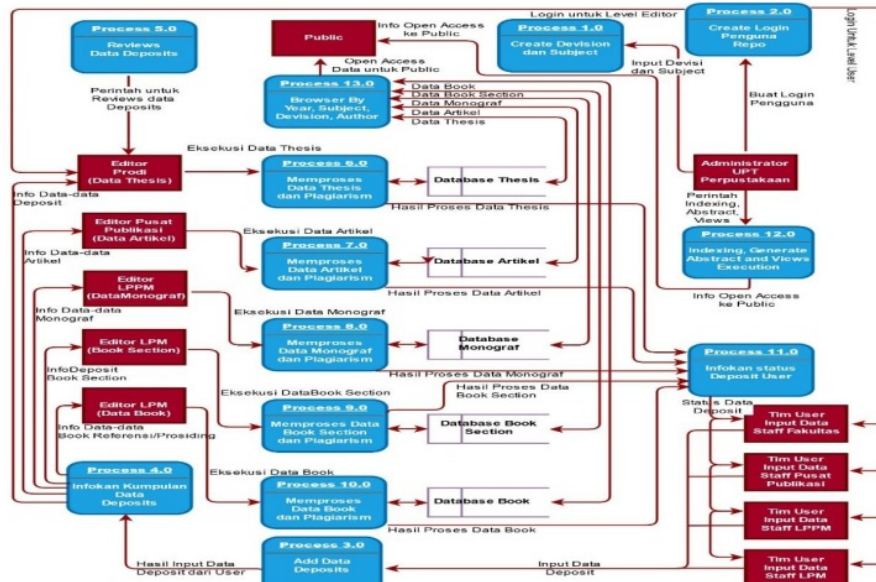 Process 5.0
Reviews
Data Deposits
Perintah untuk
Reviews data
Deposits
Public
Info Open Access
ke Public
Open Access
Data untuk Public
Login untuk Level Editor
Process 1.0
Create Devision
dan Subject
Input Devisi
dan Subject
Process 2.0
Create Login
Penguna
Repo
Login Untuk Level User
Buat Login
Pengguna
Process 13.0
Browser By
Year, Subject,
Devision, Author
Data Book
Data Book Section
Data Monograf
Data Artikel
Data Thesis
Administrator
UPT
Perpustakaan
Perintah
Indexing,
Abstract,
Views
Process 12.0
Indexing, Generate
Abstract and Views
Execution
Info Open Access
ke Public
Editor
Prodi
(Data Thesis)
Info Data-data
Deposit
Eksekusi Data Thesis
Process 6.0
Memproses
Data Thesis
dan Plagiarism
Database Thesis
Hasil Proses Data Thesis
Editor Pusat
Publikasi
(Data Artikel)
Info Data-data
Artikel
Eksekusi Data Artikel
Process 7.0
Memproses
Data Artikel
dan Plagiarism
Database Artikel
Hasil Proses Data Artikel
Editor
LPPM
(DataMonograf)
Info Data-data
Monograf
Eksekusi Data Monograf
Process 8.0
Memproses
Data Monograf
dan Plagiarism
Database
Monograf
Hasil Proses Data Monograf
Editor LPM
(Book Section)
InfoDeposit
Book Section
Eksekusi DataBook Section
Hasil Proses Data
Book Section
Process 9.0
Memproses Data
Book Section
dan Plagiarism
Database Book
Section
Process 11.0
Infokan status
Deposit User
Status Data
Deposit
Editor LPM
(Data Book)
Info Data-data
Book Referensi/Prosiding
Eksekusi Data Book
Process 10.0
Memproses
Data Book
dan Plagiarism
Database Book
Hasil Proses Data Book
Process 4.0
Infokan Kumpulan
Data
Deposits
Hasil Input Data
Deposit dari User
Process 3.0
Add Data
Deposits
Input Data
Deposit
Tim User
Input Data
Staff Fakultas
Tim User
Input Data
Staff Pusat
Publikasi
Tim User
Input Data
Staff LPPM
Tim User
Input Data
Staff LPM